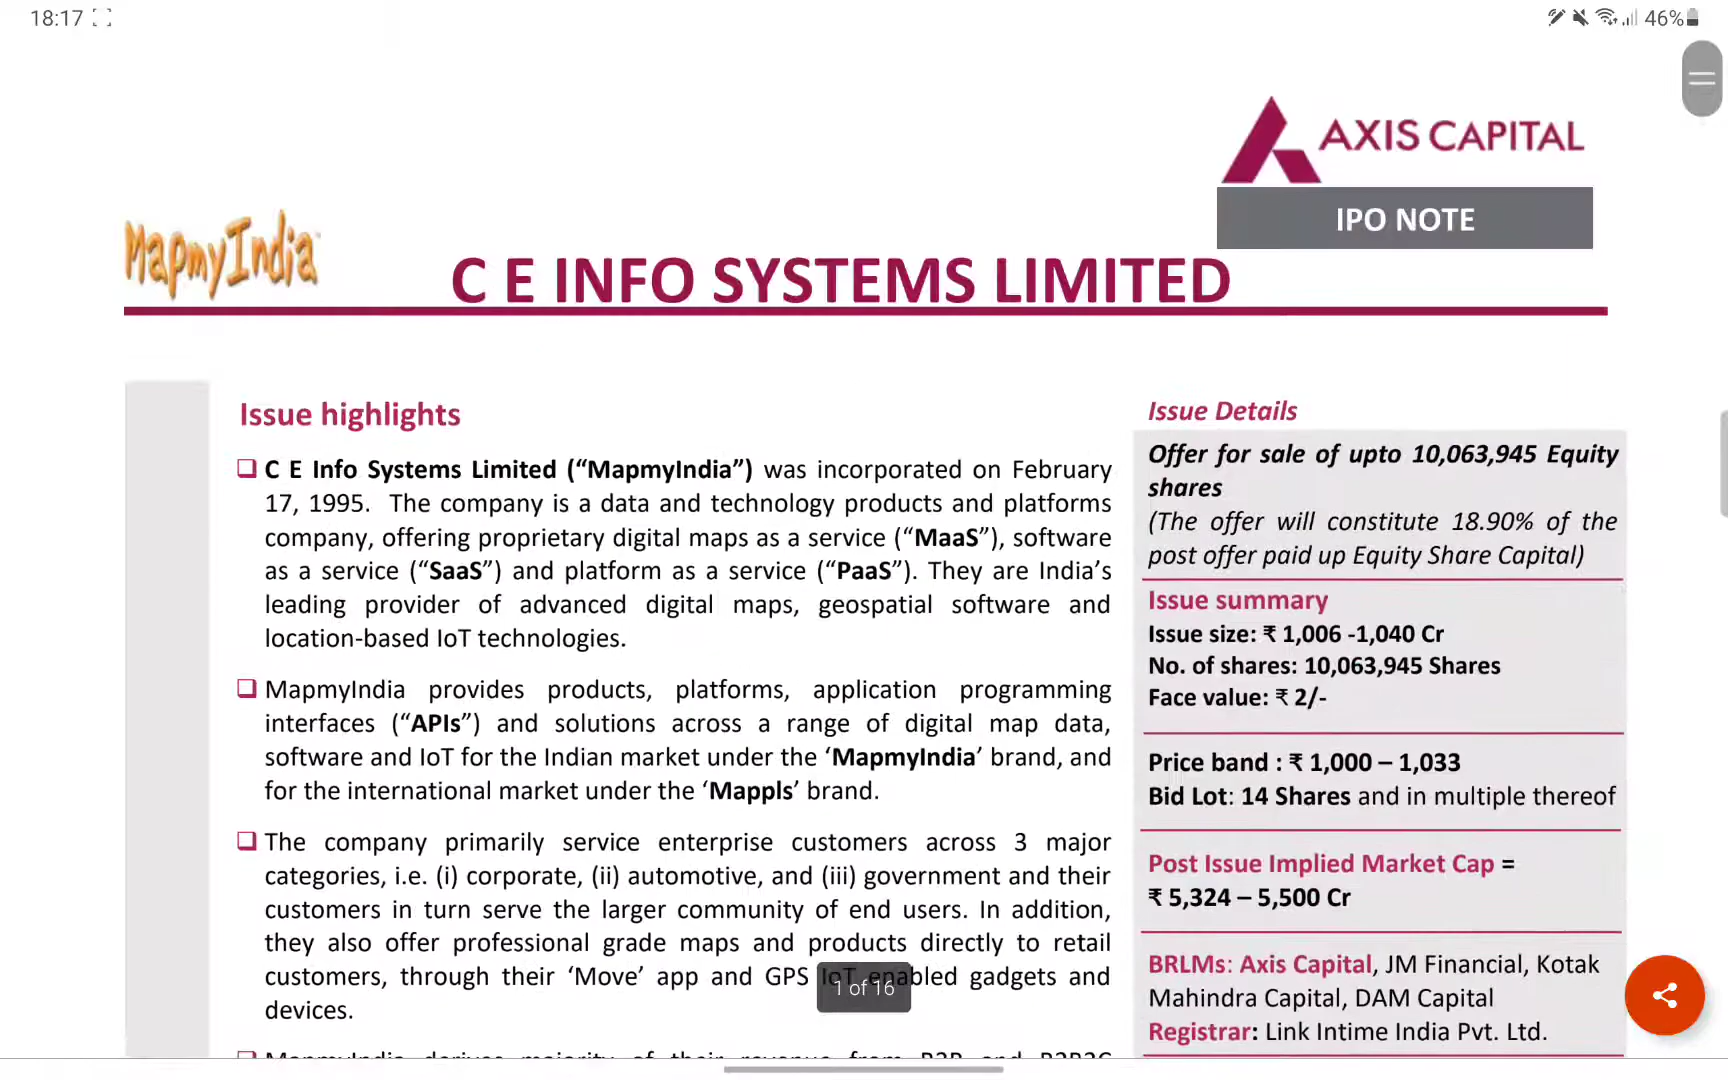 18:17
46%
AXIS CAPITAL
IPO NOTE
MapmyIndia
C E INFO SYSTEMS LIMITED
Issue highlights
C E Info Systems Limited (“MapmyIndia”) was incorporated on February
17, 1995. The company is a data and technology products and platforms
company, offering proprietary digital maps as a service (“MaaS”), software
as a service (“SaaS”) and platform as a service (“PaaS”). They are India’s
leading provider of advanced digital maps, geospatial software and
location-based IoT technologies.
MapmyIndia provides products, platforms, application programming
interfaces (“APIs”) and solutions across a range of digital map data,
software and IoT for the Indian market under the ‘MapmyIndia’ brand, and
for the international market under the ‘Mappls’ brand.
The company primarily service enterprise customers across 3 major
categories, i.e. (i) corporate, (ii) automotive, and (iii) government and their
customers in turn serve the larger community of end users. In addition,
they also offer professional grade maps and products directly to retail
customers, through their ‘Move’ app and GPS IoT enabled gadgets and
devices.
MapmyIndia derives majority of their revenue from B2B and B2B2C
Issue Details
Offer for sale of upto 10,063,945 Equity
shares
(The offer will constitute 18.90% of the
post offer paid up Equity Share Capital)
Issue summary
Issue size: ₹ 1,006 -1,040 Cr
No. of shares: 10,063,945 Shares
Face value: ₹ 2/-
Price band : ₹ 1,000 – 1,033
Bid Lot: 14 Shares and in multiple thereof
Post Issue Implied Market Cap =
₹ 5,324 – 5,500 Cr
BRLMs: Axis Capital, JM Financial, Kotak
Mahindra Capital, DAM Capital
Registrar: Link Intime India Pvt. Ltd.
1 of 16